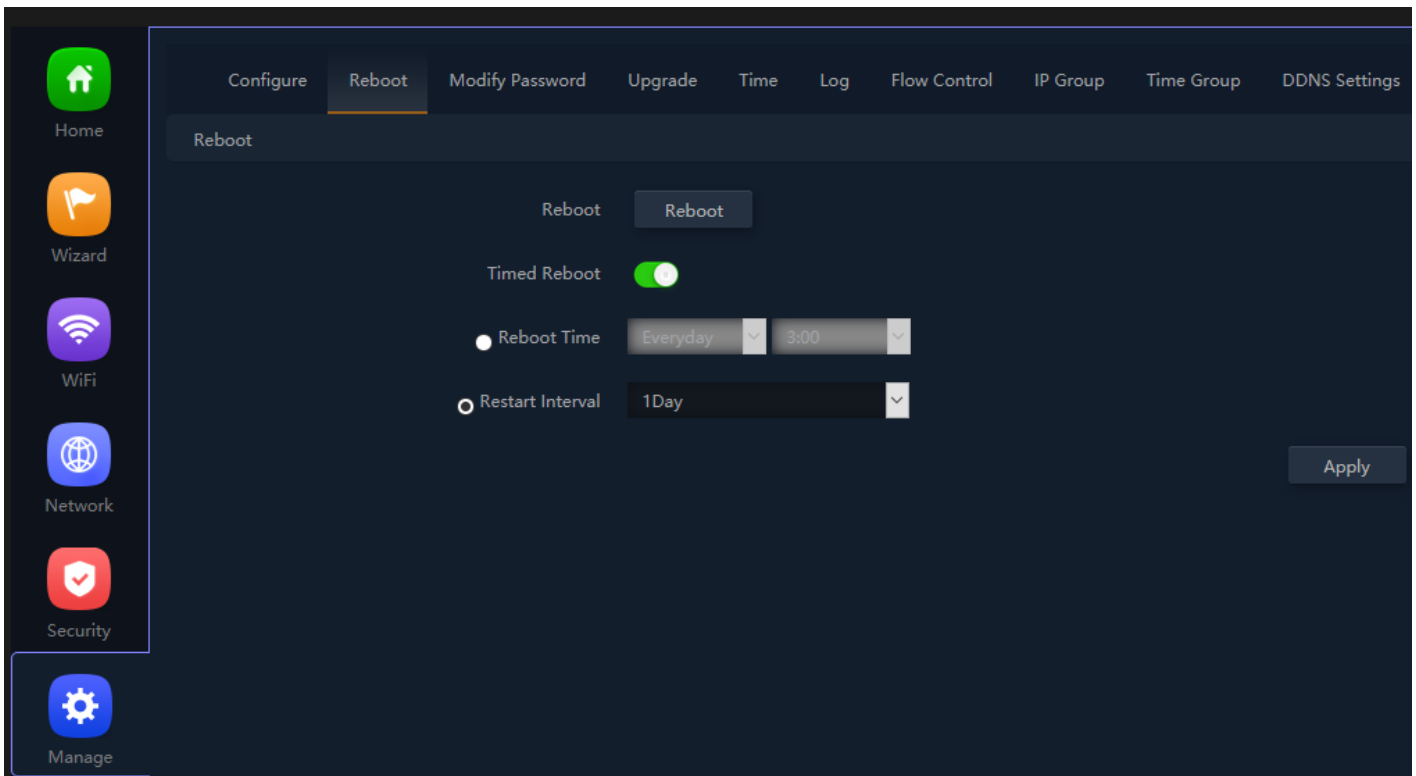 Configure Reboot Modify Password Upgrade Time Log Flow Control IP Group Time Group DDNS Settings
Home
Reboot
Reboot Reboot
Wizard
Timed Reboot
Reboot Time Everyday 3:00
WiFi
Restart Interval 1Day
Apply
Network
Security
Manage